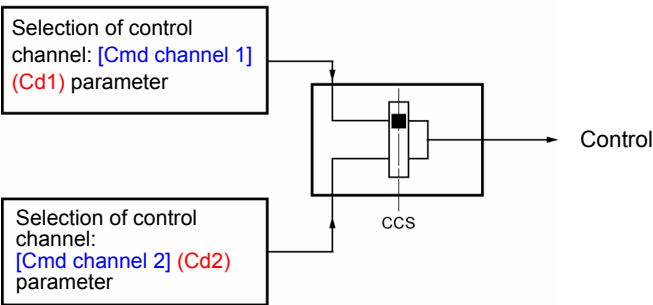 Selection of control
channel: [Cmd channel 1]
(Cd1) parameter
Control
CCS
Selection of control
channel:
[Cmd channel 2] (Cd2)
parameter